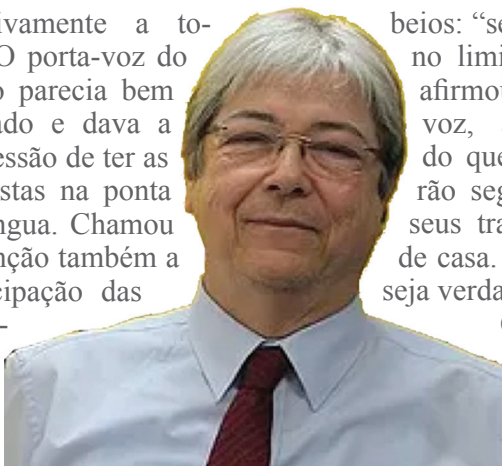 ivamente a to-
O porta-voz do
o parecia bem
ado e dava a
essão de ter as
stas na ponta
ngua. Chamou
nção também a
cipação das
beios: “se
no limi
afirmou
voz,
do que
rão seg
seus tra
de casa.
seja verda